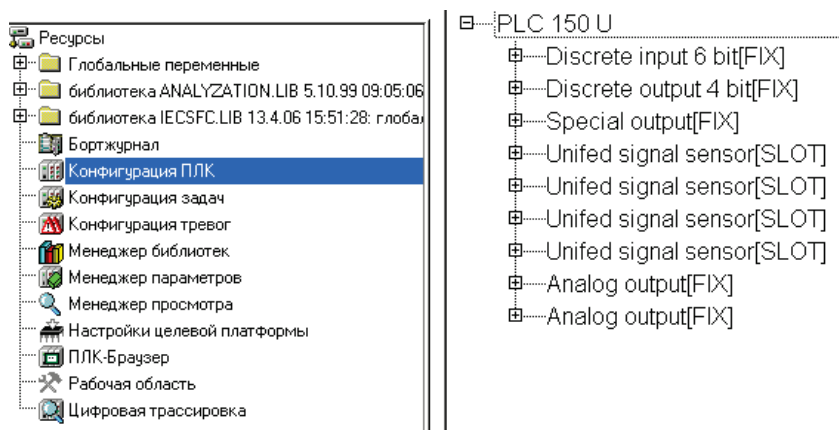 Ресурсы
Глобальные переменные
библиотека ANALYZATION.LIB 5.10.99 09:05:06
библиотека IECSFC.LIB 13.4.06 15:51:28: глоба
Бортжурнал
Конфигурация ПЛК
Конфигурация задач
Конфигурация тревог
Менеджер библиотек
Менеджер параметров
Менеджер просмотра
Настройки целевой платформы
ПЛК-Браузер
Рабочая область
Цифровая трассировка
PLC 150 U
Discrete input 6 bit[FIX]
Discrete output 4 bit[FIX]
Special output[FIX]
Unifed signal sensor[SLOT]
Unifed signal sensor[SLOT]
Unifed signal sensor[SLOT]
Unifed signal sensor[SLOT]
Analog output[FIX]
Analog output[FIX]